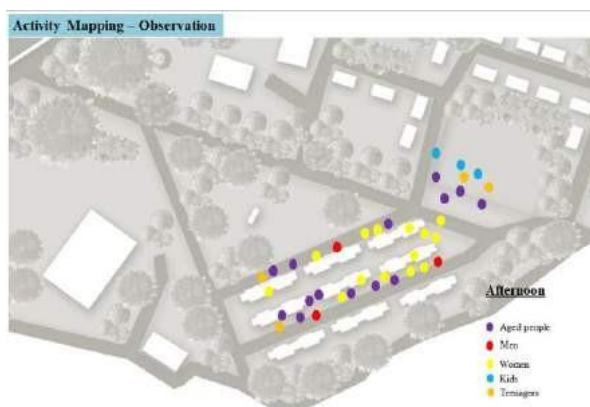 Activity Mapping – Observation
Afternoon
Aged people
Men
Women
Kids
Teenagers